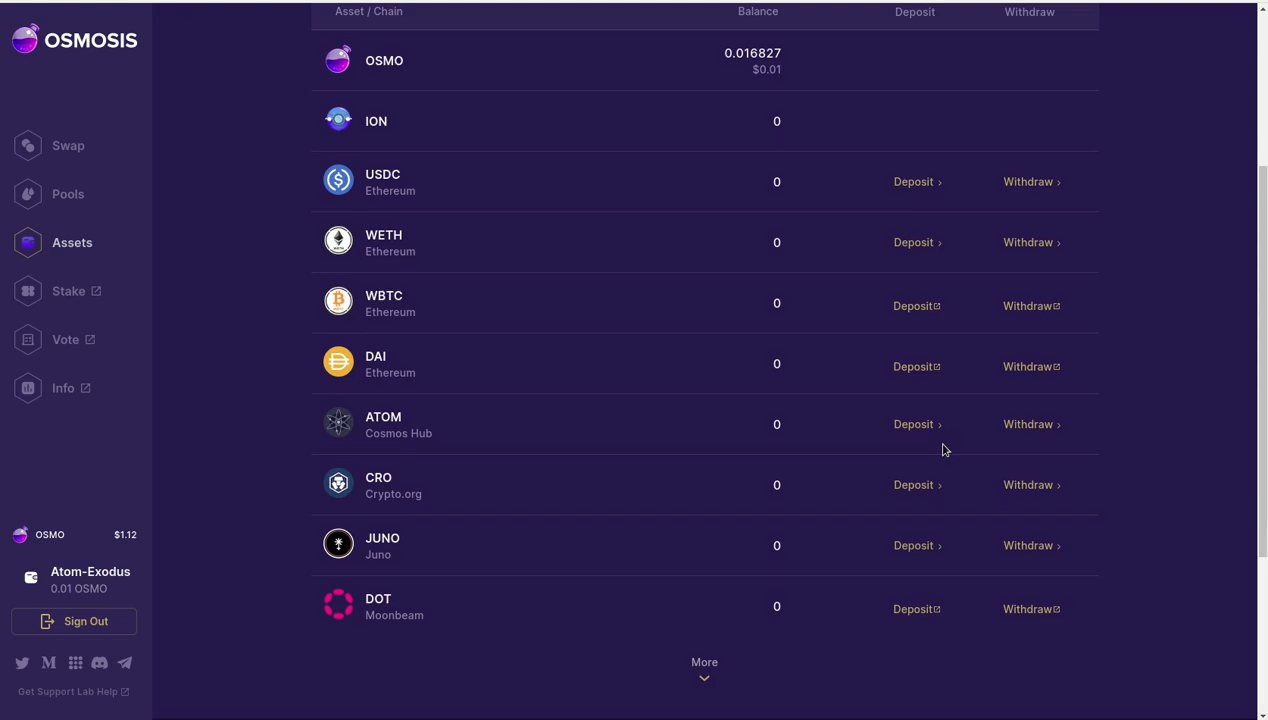 OSMOSIS
Swap
Pools
Assets
Stake
Vote
Info
OSMO $1.12
Atom-Exodus
0.01 OSMO
Sign Out
Get Support Lab Help
Asset / Chain Balance Deposit Withdraw
OSMO 0.016827
$0.01
ION 0
USDC
Ethereum 0 Deposit › Withdraw ›
WETH
Ethereum 0 Deposit › Withdraw ›
WBTC
Ethereum 0 Deposit Withdraw
DAI
Ethereum 0 Deposit Withdraw
ATOM
Cosmos Hub 0 Deposit › Withdraw ›
CRO
Crypto.org 0 Deposit › Withdraw ›
JUNO
Juno 0 Deposit › Withdraw ›
DOT
Moonbeam 0 Deposit Withdraw
More